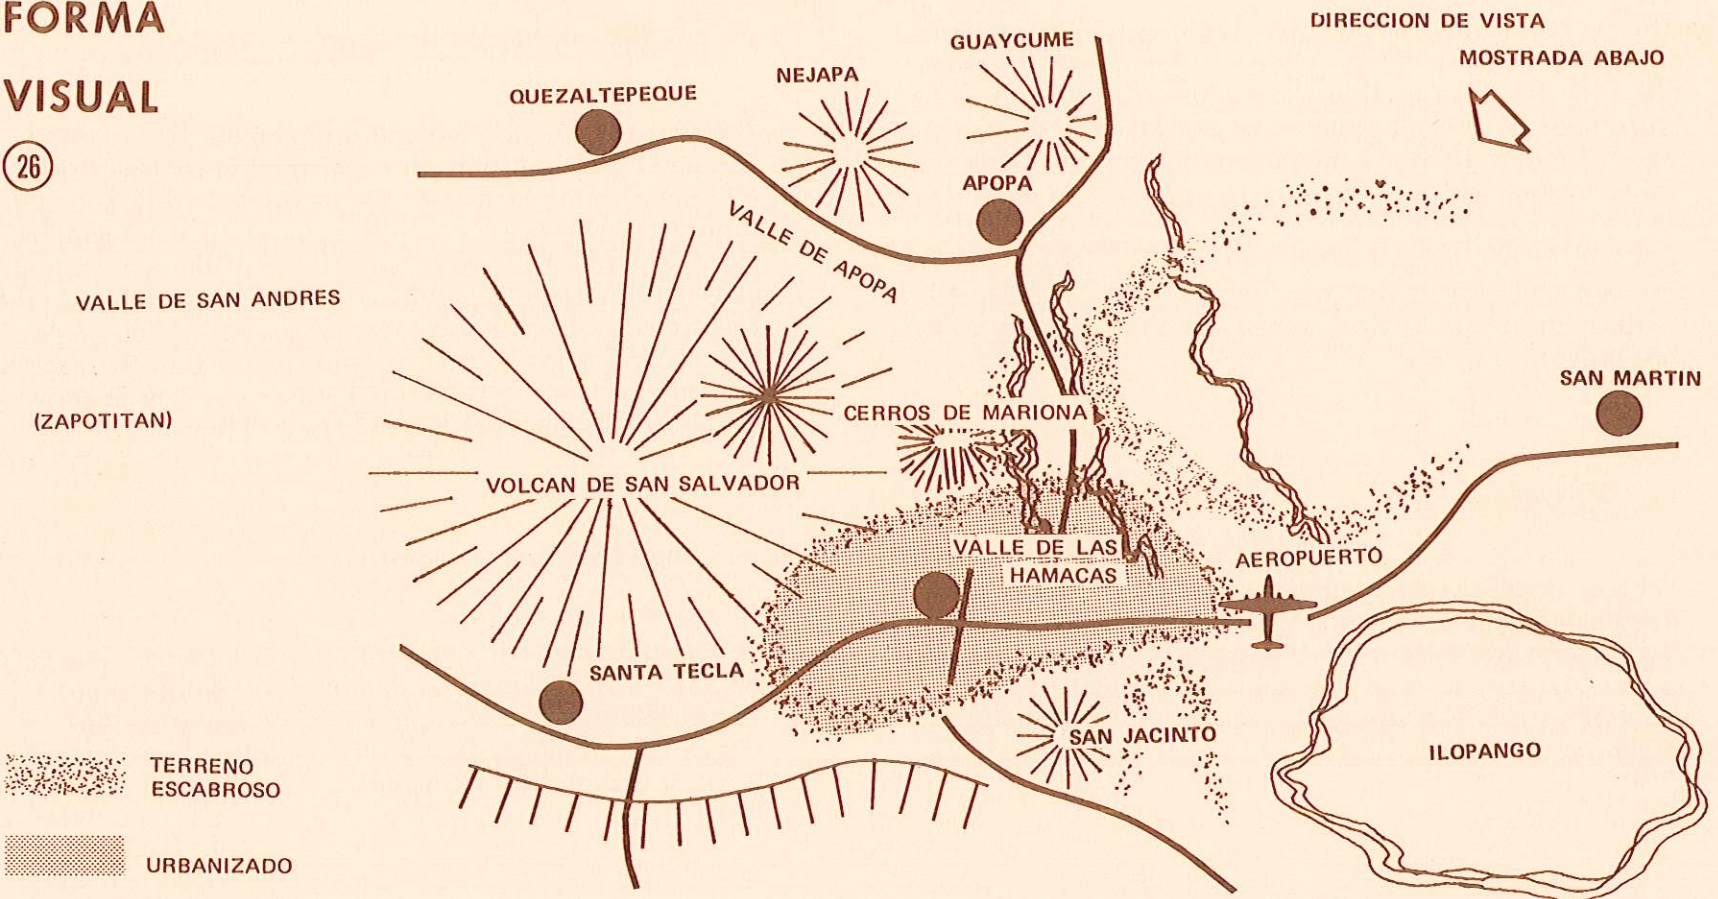 FORMA
VISUAL
26
DIRECCION DE VISTA
MOSTRADA ABAJO
GUAYCUME
NEJAPA
QUEZALTEPEQUE
APOPA
VALLE DE APOPA
VALLE DE SAN ANDRES
(ZAPOTITAN)
SAN MARTIN
CERROS DE MARIONA
VOLCAN DE SAN SALVADOR
VALLE DE LAS
HAMACAS
AEROPUERTO
SANTA TECLA
SAN JACINTO
ILOPANGO
TERRENO
ESCABROSO
URBANIZADO